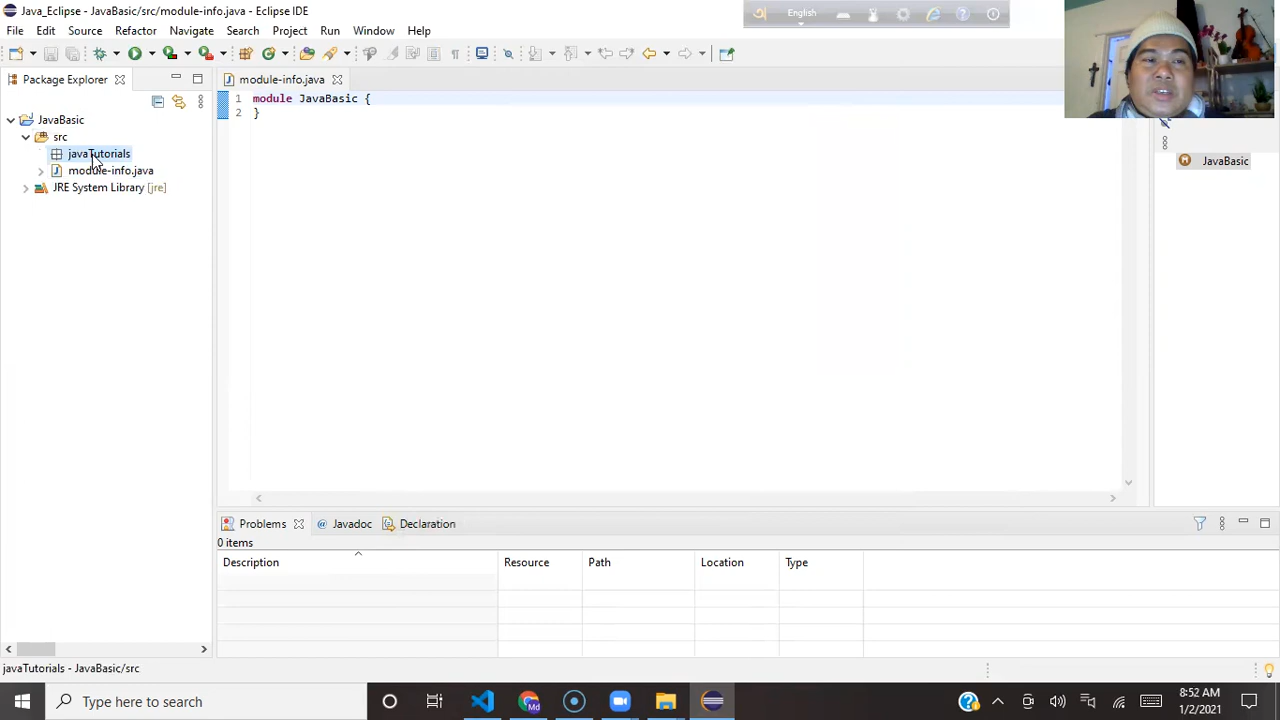 Java_Eclipse - JavaBasic/src/module-info.java - Eclipse IDE
English
File Edit Source Refactor Navigate Search Project Run Window Help
Package Explorer
module-info.java
JavaBasic
src
javaTutorials
module-info.java
JRE System Library [jre]
1 module JavaBasic {
2 }
JavaBasic
Problems
Javadoc
Declaration
0 items
Description Resource Path Location Type
javaTutorials - JavaBasic/src
Type here to search
8:52 AM
1/2/2021